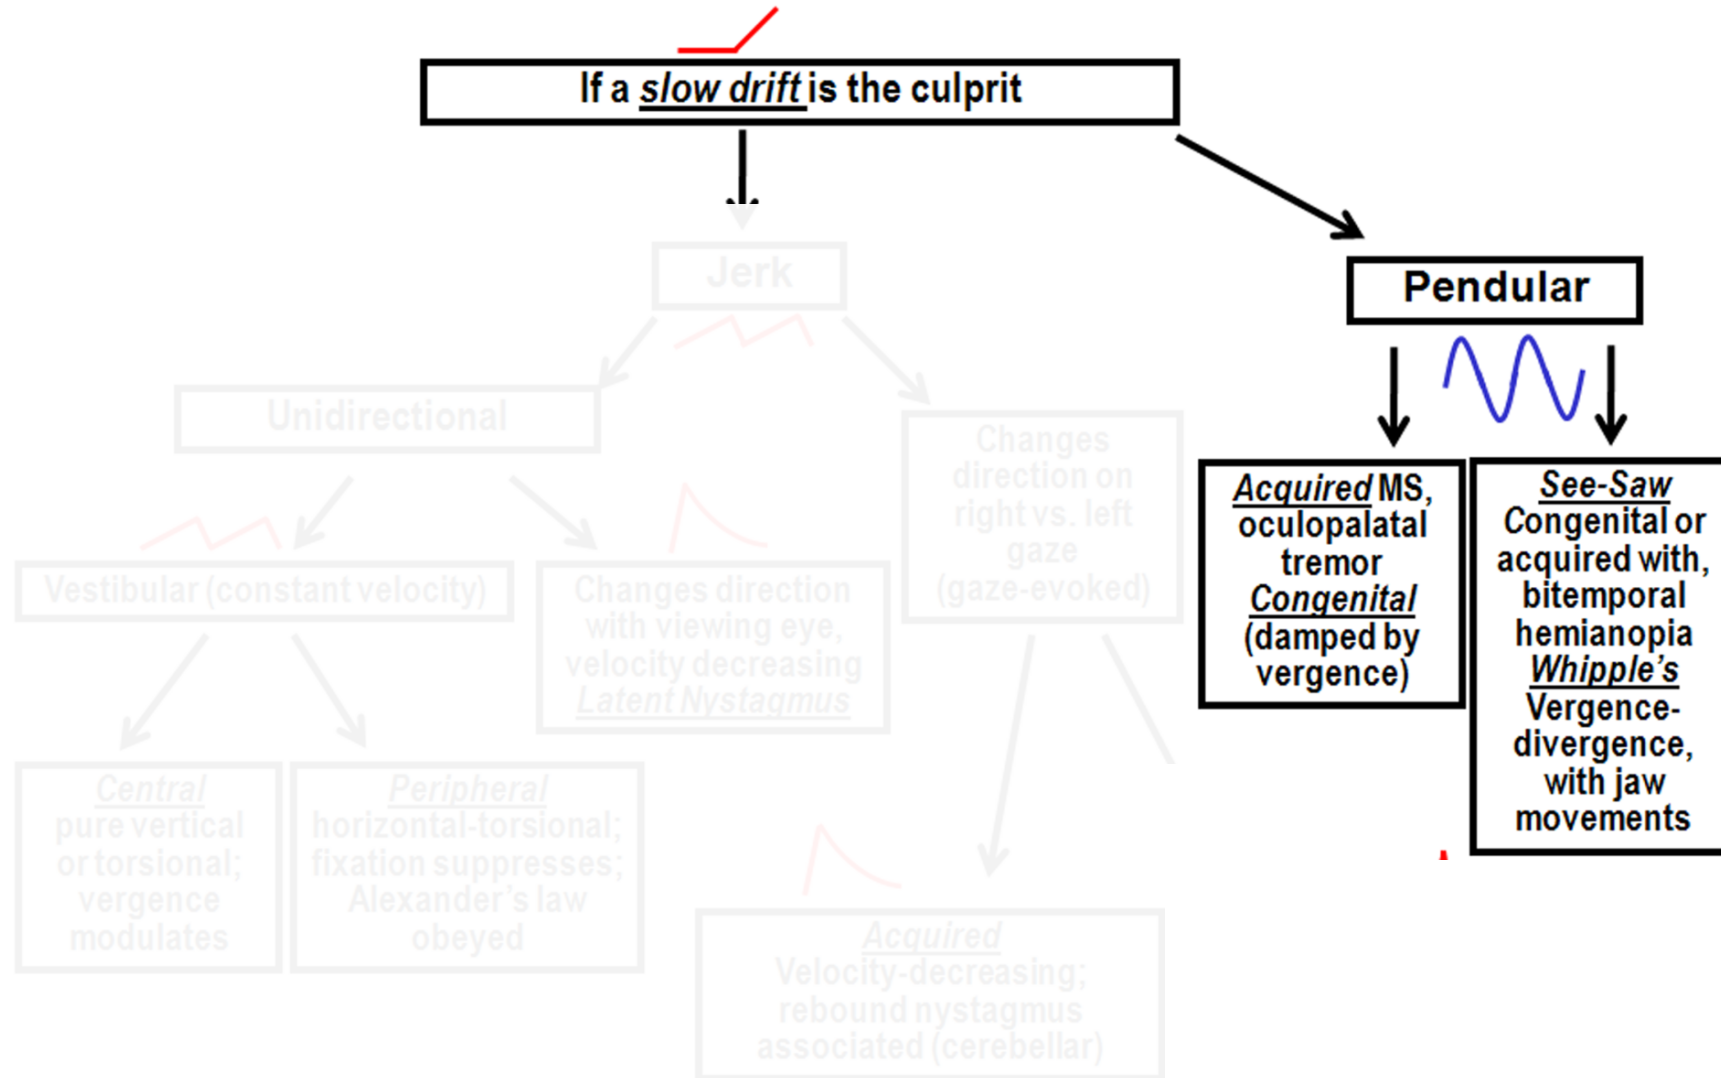 If a slow drift is the culprit
Jerk
Pendular
Unidirectional
Changes
direction on
right vs. left
gaze
(gaze-evoked)
Acquired MS,
oculopalatal
tremor
Congenital
(damped by
vergence)
See-Saw
Congenital or
acquired with,
bitemporal
hemianopia
Whipple's
Vergence-
divergence,
with jaw
movements
Vestibular (constant velocity)
Changes direction
with viewing eye,
velocity decreasing
Latent Nystagmus
Central
pure vertical
or torsional;
vergence
modulates
Peripheral
horizontal-torsional;
fixation suppresses;
Alexander's law
obeyed
Acquired
Velocity-decreasing;
rebound nystagmus
associated (cerebellar)